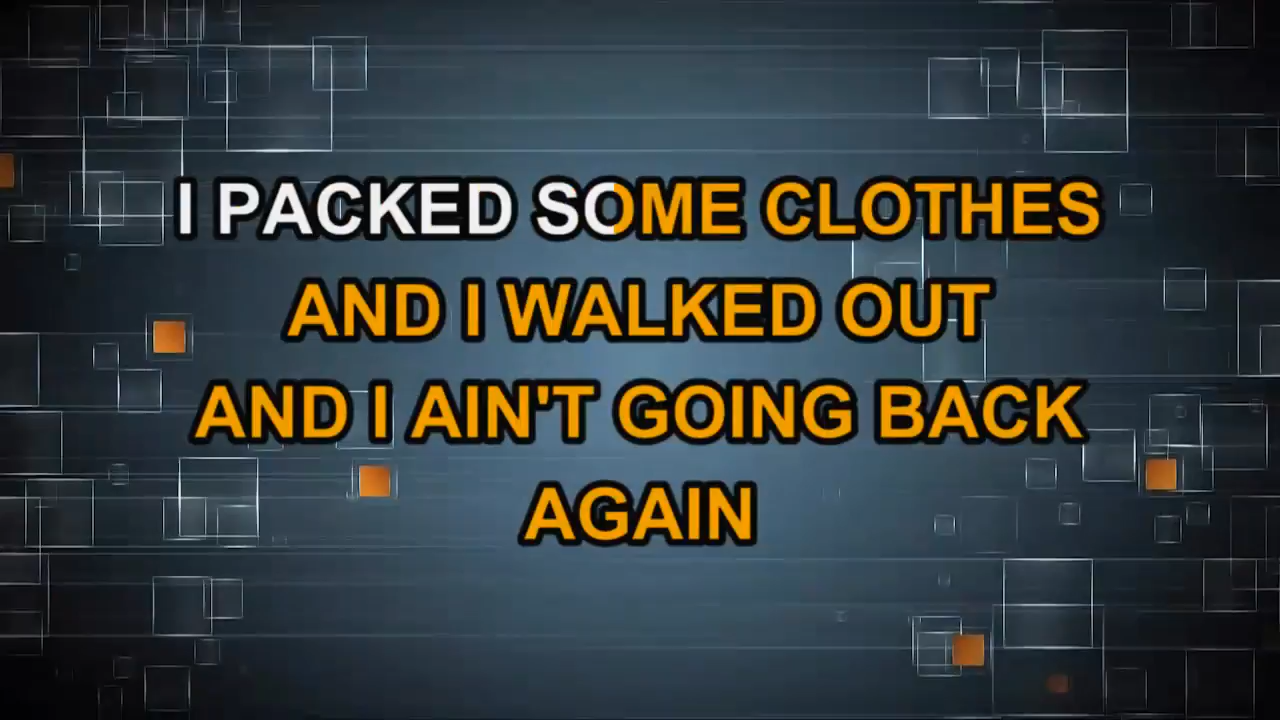 I PACKED SOME CLOTHES
AND I WALKED OUT
AND I AIN'T GOING BACK
AGAIN